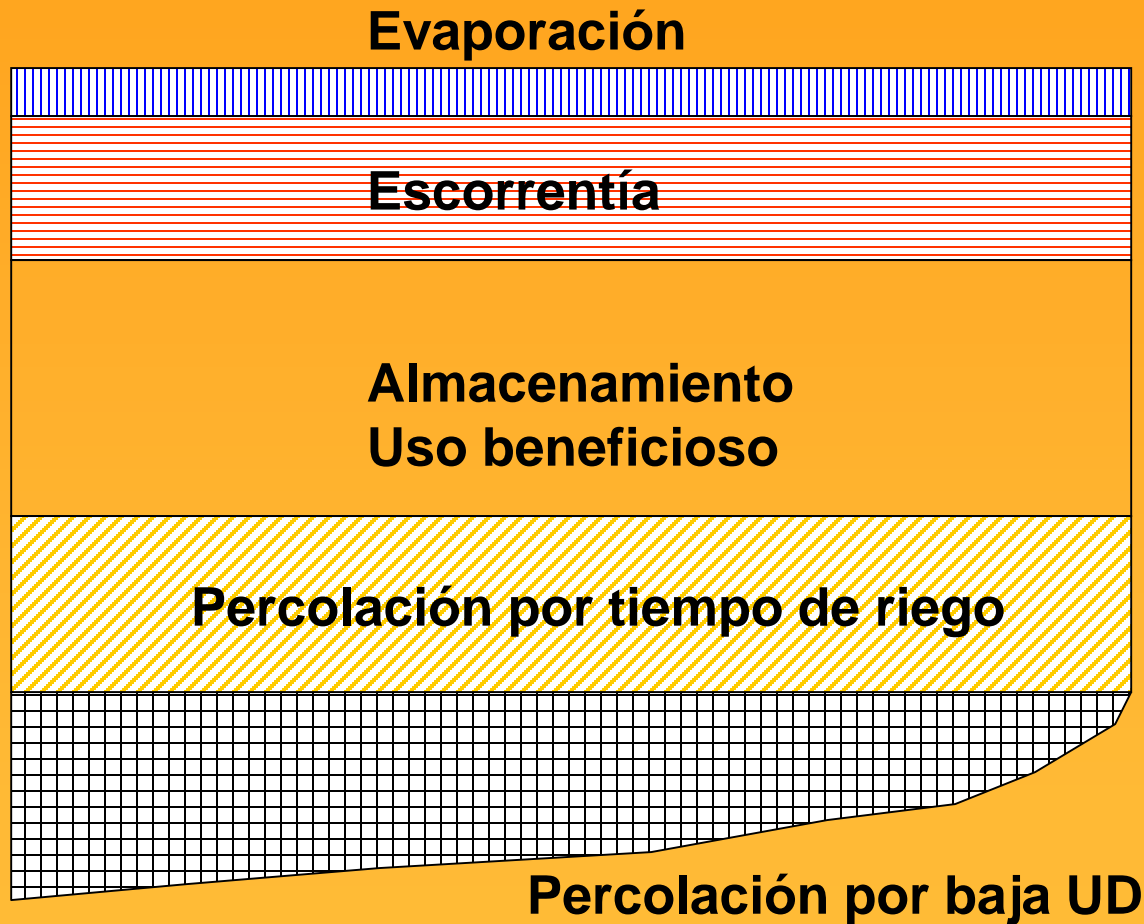 Evaporación
Escorrentía
Almacenamiento
Uso beneficioso
Percolación por tiempo de riego
Percolación por baja UD